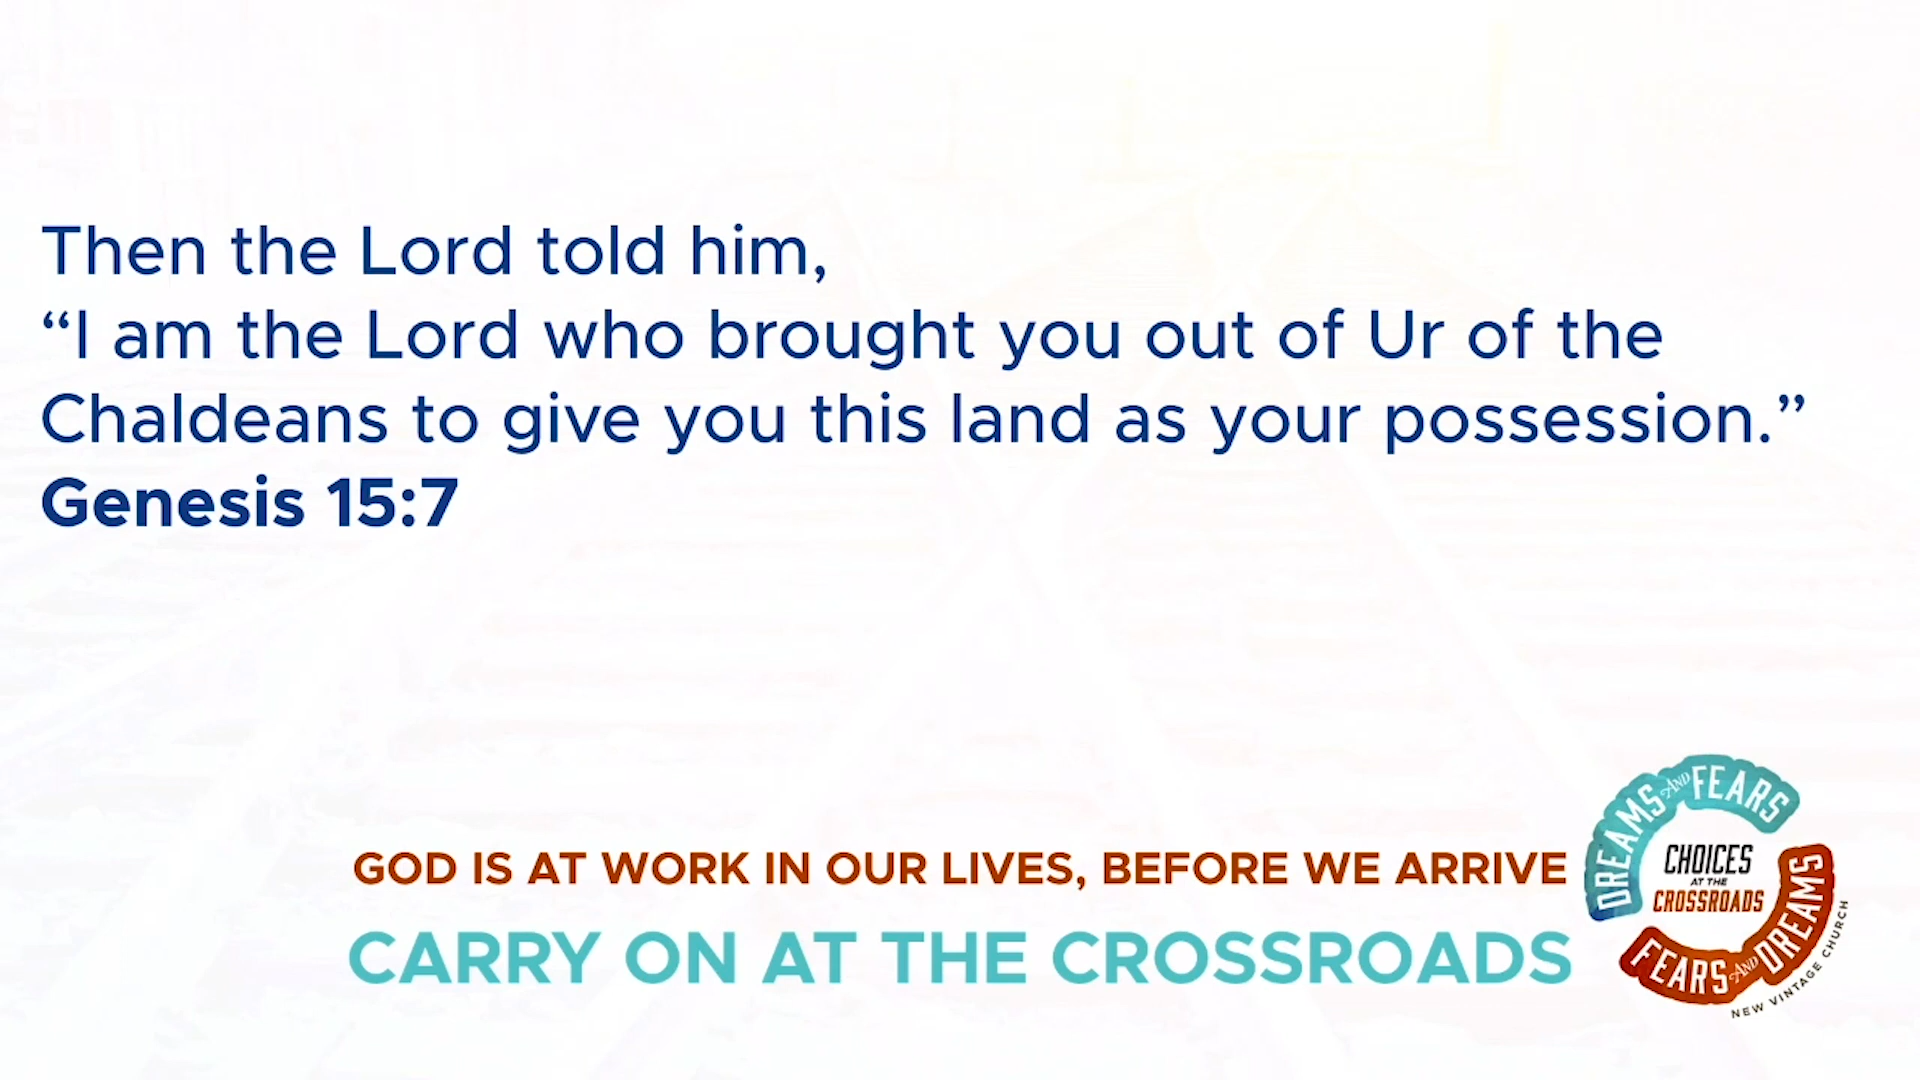 Then the Lord told him,
“I am the Lord who brought you out of Ur of the
Chaldeans to give you this land as your possession.”
Genesis 15:7
GOD IS AT WORK IN OUR LIVES, BEFORE WE ARRIVE
CARRY ON AT THE CROSSROADS
DREAMS AND FEARS
CHOICES
AT THE
CROSSROADS
FEARS AND DREAMS
NEW VINTAGE CHURCH